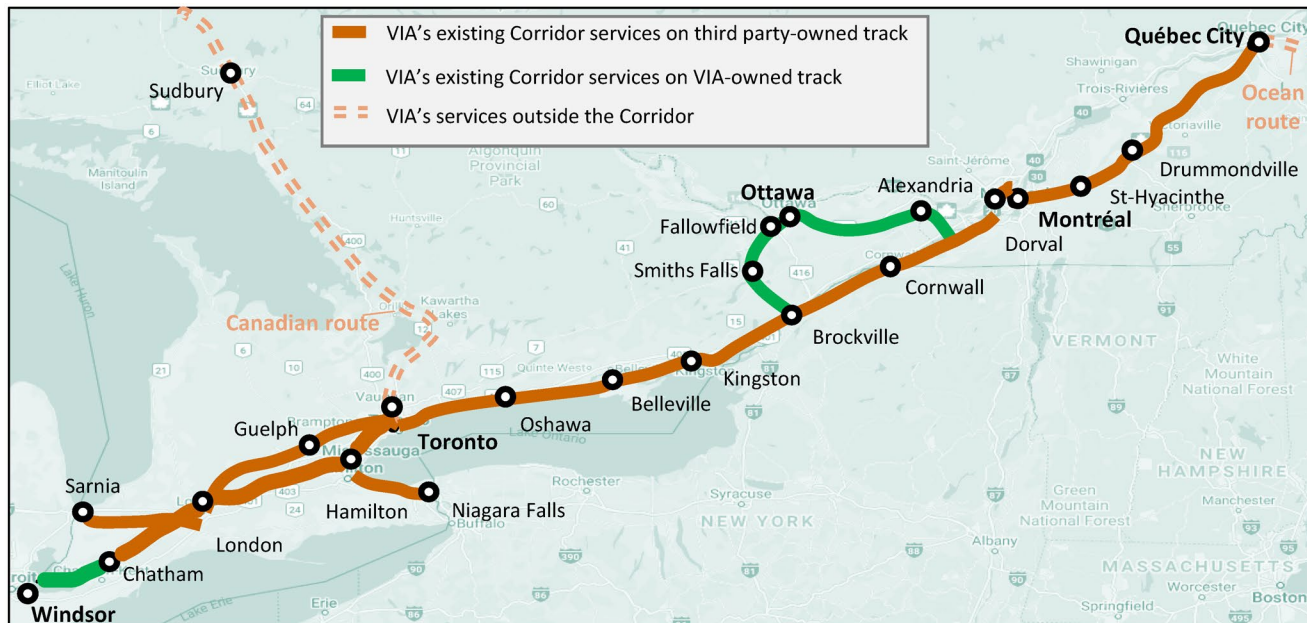 VIA's existing Corridor services on third party-owned track
VIA's existing Corridor services on VIA-owned track
VIA's services outside the Corridor
Québec City
Quebec City
Shawinigan
Trois-Rivières
Ocean
route
Sudbury
Elliot Lake
Manitoulin
Island
Algonquin
Provincial
Park
Huntsville
Saint-Jérôme
Drummondville
St-Hyacinthe
Sherbrooke
Montréal
Dorval
Alexandria
Ottawa
Fallowfield
Smiths Falls
Cornwall
Brockville
Kingston
Belleville
Quinte West
Oshawa
Kawartha
Lakes
Canadian route
Lake Huron
Toronto
Guelph
Hamilton
Niagara Falls
Buffalo
Lake Ontario
Rochester
Syracuse
NEW YORK
Albany
VERMONT
White
Mountain
National Forest
NEW
HAMPSHIRE
Manchester
Green
Mountain
National Forest
MASSACHUSETTS
Worcester
Boston
Springfield
Sarnia
London
Chatham
Windsor
Lake Erie
Erie